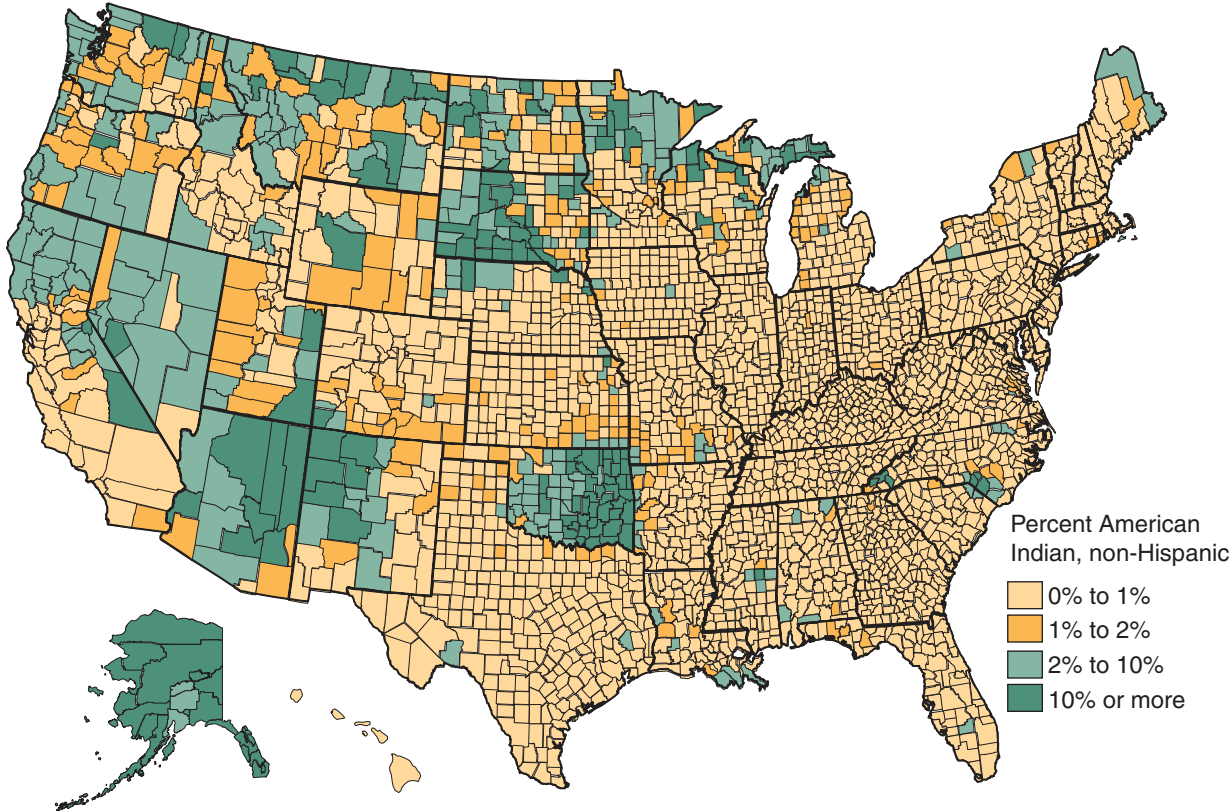 Percent American
Indian, non-Hispanic
0% to 1%
1% to 2%
2% to 10%
10% or more